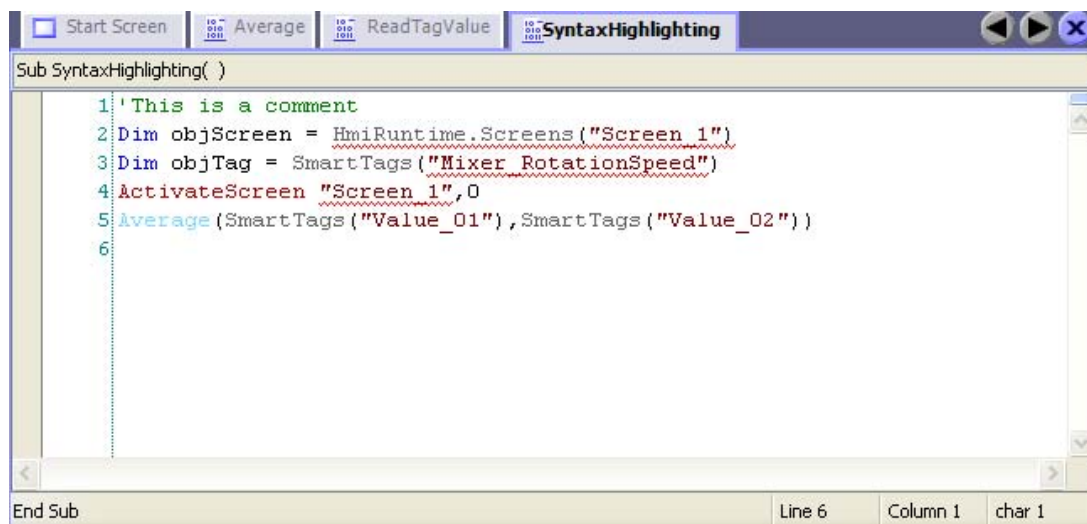 Start Screen Average ReadTagValue SyntaxHighlighting
Sub SyntaxHighlighting( )
1 'This is a comment
2 Dim objScreen = HmiRuntime.Screens("Screen_1")
3 Dim objTag = SmartTags("Mixer_RotationSpeed")
4 ActivateScreen "Screen_1",0
5 Average(SmartTags("Value_01"),SmartTags("Value_02"))
6
End Sub Line 6 Column 1 char 1